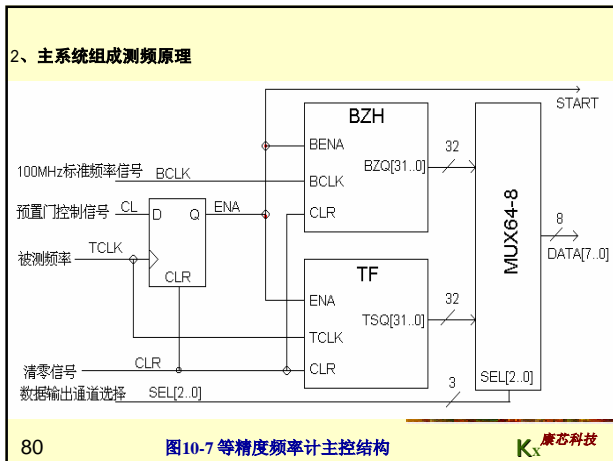 2、主系统组成测频原理
START
BZH
BENA
BZQ[31..0]
32
100MHz标准频率信号
BCLK
BCLK
预置门控制信号
CL
D
Q
ENA
CLR
MUX64-8
8
DATA[7..0]
被测频率
TCLK
CLR
TF
ENA
TSQ[31..0]
32
TCLK
清零信号
CLR
CLR
数据输出通道选择
SEL[2..0]
3
SEL[2..0]
80
图10-7 等精度频率计主控结构
Kx康芯科技